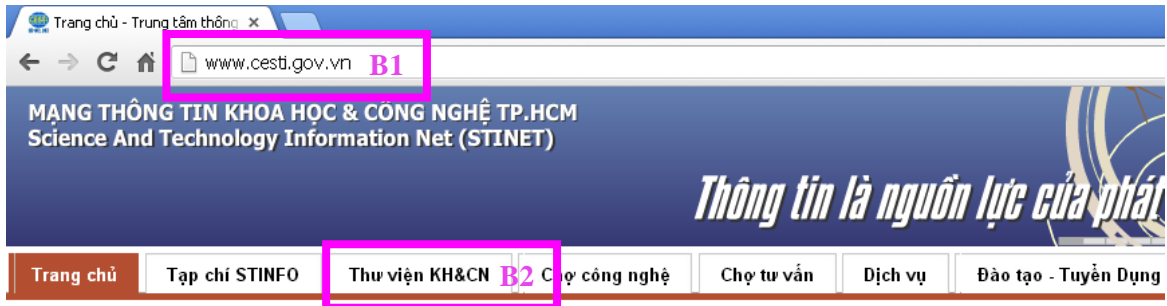 Trang chủ - Trung tâm thông
www.cesti.gov.vn B1
MẠNG THÔNG TIN KHOA HỌC & CÔNG NGHỆ TP.HCM
Science And Technology Information Net (STINET)
Thông tin là nguồn lực của phát
Trang chủ Tạp chí STINFO Thư viện KH&CN B2 Chợ công nghệ Chợ tư vấn Dịch vụ Đào tạo - Tuyển Dụng